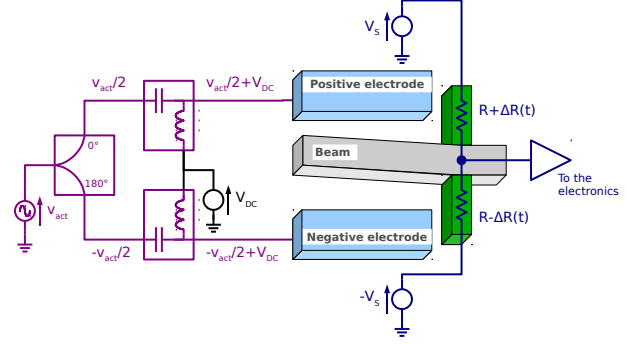 V_S
v_act/2
v_act/2+V_DC
Positive electrode
R+ΔR(t)
0°
Beam
180°
To the
electronics
V_DC
v_act
R-ΔR(t)
Negative electrode
-v_act/2
-v_act/2+V_DC
-V_S